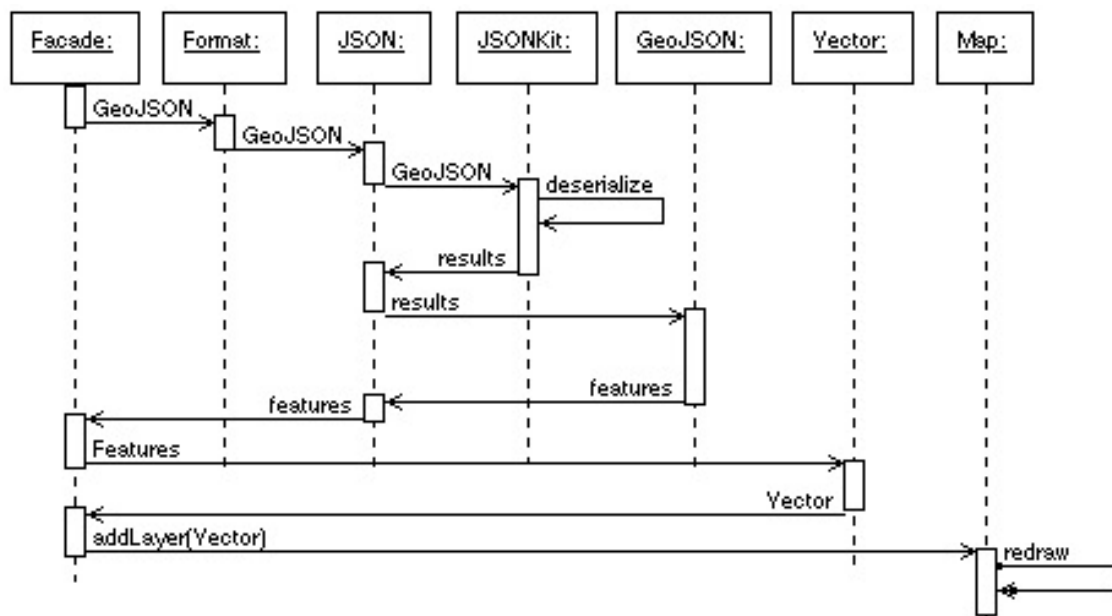 Facade: Format: JSON: JSONKit: GeoJSON: Vector: Map:
GeoJSON
GeoJSON
GeoJSON
deserialize
results
results
features
features
Features
Vector
addLayer(Vector)
redraw